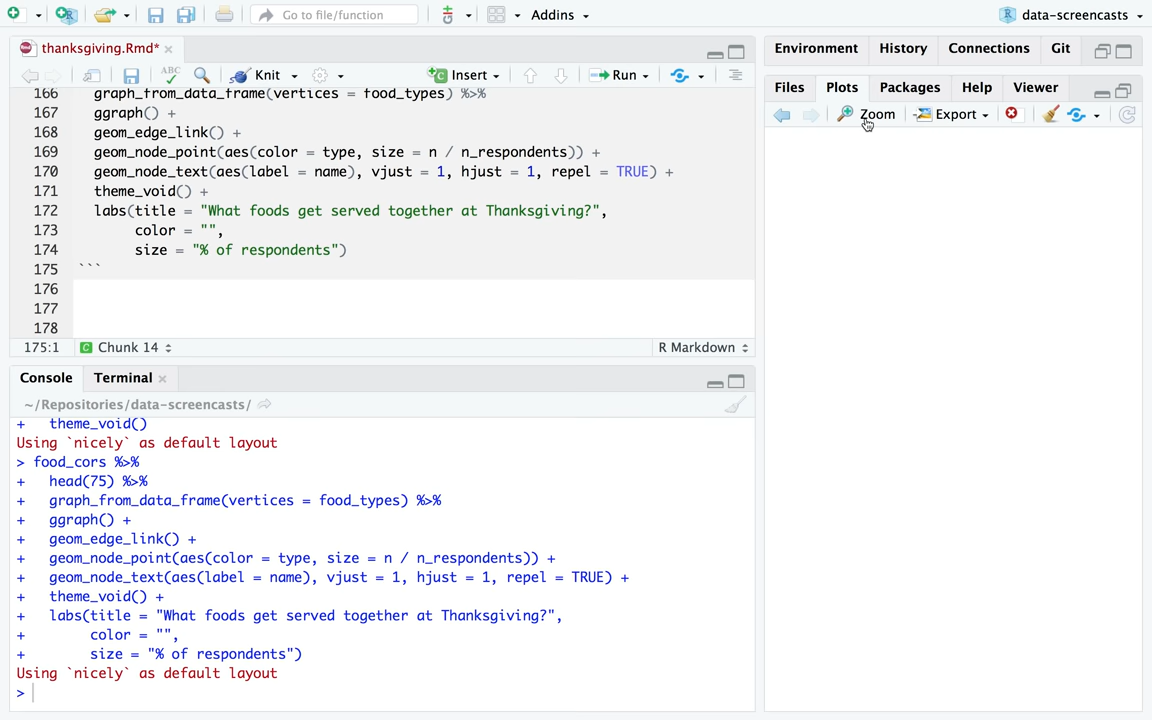 Go to file/function
Addins
data-screencasts
thanksgiving.Rmd*
Environment
History
Connections
Git
Files
Plots
Packages
Help
Viewer
ABC
Knit
Insert
Run
Zoom
Export
166 graph_from_data_frame(vertices = food_types) %>%
167 ggraph() +
168 geom_edge_link() +
169 geom_node_point(aes(color = type, size = n / n_respondents)) +
170 geom_node_text(aes(label = name), vjust = 1, hjust = 1, repel = TRUE) +
171 theme_void() +
172 labs(title = "What foods get served together at Thanksgiving?",
173 color = "",
174 size = "% of respondents")
175 ```
176
177
178
175:1 Chunk 14 R Markdown
Console Terminal
~/Repositories/data-screencasts/
+ theme_void()
Using `nicely` as default layout
> food_cors %>%
+ head(75) %>%
+ graph_from_data_frame(vertices = food_types) %>%
+ ggraph() +
+ geom_edge_link() +
+ geom_node_point(aes(color = type, size = n / n_respondents)) +
+ geom_node_text(aes(label = name), vjust = 1, hjust = 1, repel = TRUE) +
+ theme_void() +
+ labs(title = "What foods get served together at Thanksgiving?",
+ color = "",
+ size = "% of respondents")
Using `nicely` as default layout
>